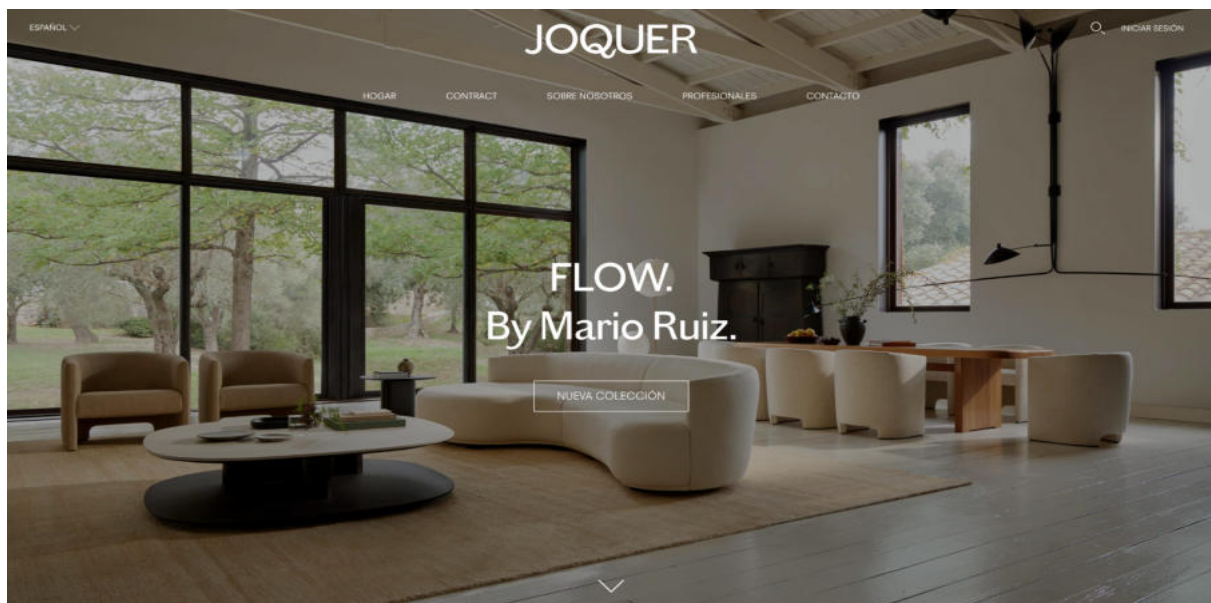 ESPAÑOL
JOQUER
INICIAR SESIÓN
HOGAR
CONTRACT
SOBRE NOSOTROS
PROFESIONALES
CONTACTO
FLOW.
By Mario Ruiz.
NUEVA COLECCIÓN